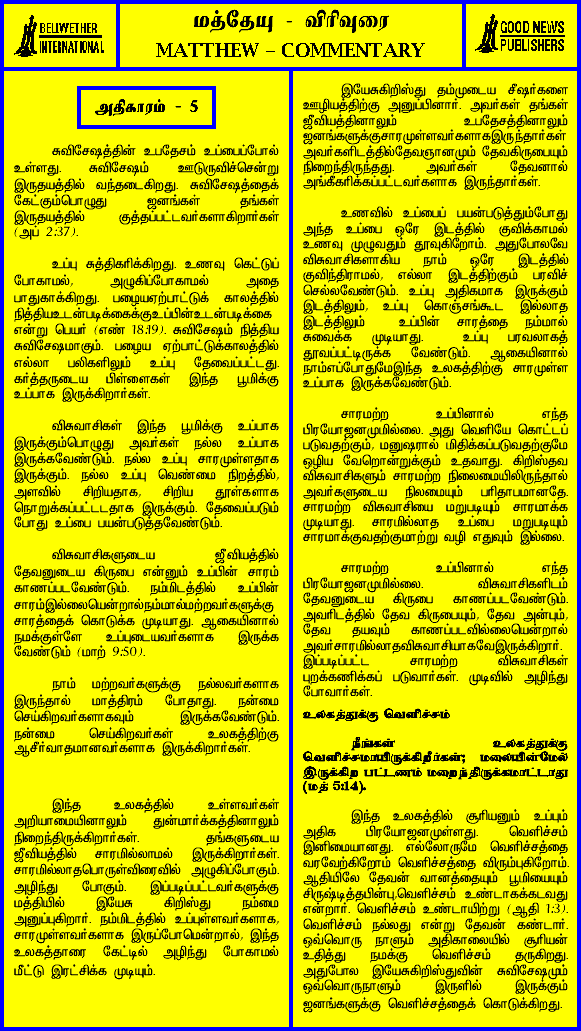 BELLWETHER
INTERNATIONAL
மத்தேயு - விரிவுரை
MATTHEW – COMMENTARY
GOOD NEWS
PUBLISHERS
அதிகாரம் - 5
சுவிசேஷத்தின் உபதேசம் உப்பைப்போல்
உள்ளது. சுவிசேஷம் ஊடுருவிச்சென்று
இருதயத்தில் வந்தடைகிறது. சுவிசேஷத்தைக்
கேட்கும்பொழுது ஜனங்கள் தங்கள்
இருதயத்தில் குத்தப்பட்டவர்களாகிறார்கள்
(அப் 2:37).
உப்பு சுத்திகரிக்கிறது. உணவு கெட்டுப்
போகாமல், அழுகிப்போகாமல் அதை
பாதுகாக்கிறது. பழையஏற்பாட்டுக் காலத்தில்
நித்தியஉடன்படிக்கைக்குஉப்பின்உடன்படிக்கை
என்று பெயர் (எண் 18:19). சுவிசேஷம் நித்திய
சுவிசேஷமாகும். பழைய ஏற்பாட்டுக்காலத்தில்
எல்லா பலிகளிலும் உப்பு தேவைப்பட்டது.
கர்த்தருடைய பிள்ளைகள் இந்த பூமிக்கு
உப்பாக இருக்கிறார்கள்.
விசுவாசிகள் இந்த பூமிக்கு உப்பாக
இருக்கும்பொழுது அவர்கள் நல்ல உப்பாக
இருக்கவேண்டும். நல்ல உப்பு சாரமுள்ளதாக
இருக்கும். நல்ல உப்பு வெண்மை நிறத்தில்,
அளவில் சிறியதாக, சிறிய தூள்களாக
நொறுக்கப்பட்டடதாக இருக்கும். தேவைப்படும்
போது உப்பை பயன்படுத்தவேண்டும்.
விசுவாசிகளுடைய ஜீவியத்தில்
தேவனுடைய கிருபை என்னும் உப்பின் சாரம்
காணப்படவேண்டும். நம்மிடத்தில் உப்பின்
சாரம்இல்லையென்றால்நம்மால்மற்றவர்களுக்கு
சாரத்தைக் கொடுக்க முடியாது. ஆகையினால்
நமக்குள்ளே உப்புடையவர்களாக இருக்க
வேண்டும் (மாற் 9:50).
நாம் மற்றவர்களுக்கு நல்லவர்களாக
இருந்தால் மாத்திரம் போதாது. நன்மை
செய்கிறவர்களாகவும் இருக்கவேண்டும்.
நன்மை செய்கிறவர்கள் உலகத்திற்கு
ஆசீர்வாதமானவர்களாக இருக்கிறார்கள்.
இந்த உலகத்தில் உள்ளவர்கள்
அறியாமையினாலும் துன்மார்க்கத்தினாலும்
நிறைந்திருக்கிறார்கள். தங்களுடைய
ஜீவியத்தில் சாரமில்லாமல் இருக்கிறார்கள்.
சாரமில்லாதபொருள்விரைவில் அழுகிப்போகும்.
அழிந்து போகும். இப்படிப்பட்டவர்களுக்கு
மத்தியில் இயேசு கிறிஸ்து நம்மை
அனுப்புகிறார். நம்மிடத்தில் உப்புள்ளவர்களாக,
சாரமுள்ளவர்களாக இருப்போமென்றால், இந்த
உலகத்தாரை கேட்டில் அழிந்து போகாமல்
மீட்டு இரட்சிக்க முடியும்.
இயேசுகிறிஸ்து தம்முடைய சீஷர்களை
ஊழியத்திற்கு அனுப்பினார். அவர்கள் தங்கள்
ஜீவியத்தினாலும் உபதேசத்தினாலும்
ஜனங்களுக்குசாரமுள்ளவர்களாகஇருந்தார்கள்
அவர்களிடத்தில்தேவஞானமும் தேவகிருபையும்
நிறைந்திருந்தது. அவர்கள் தேவனால்
அங்கீகரிக்கப்பட்டவர்களாக இருந்தார்கள்.
உணவில் உப்பைப் பயன்படுத்தும்போது
அந்த உப்பை ஒரே இடத்தில் குவிக்காமல்
உணவு முழுவதும் தூவுகிறோம். அதுபோலவே
விசுவாசிகளாகிய நாம் ஒரே இடத்தில்
குவிந்திராமல், எல்லா இடத்திற்கும் பரவிச்
செல்லவேண்டும். உப்பு அதிகமாக இருக்கும்
இடத்திலும், உப்பு கொஞ்சங்கூட இல்லாத
இடத்திலும் உப்பின் சாரத்தை நம்மால்
சுவைக்க முடியாது. உப்பு பரவலாகத்
தூவப்பட்டிருக்க வேண்டும். ஆகையினால்
நாம்எப்போதுமேஇந்த உலகத்திற்கு சாரமுள்ள
உப்பாக இருக்கவேண்டும்.
சாரமற்ற உப்பினால் எந்த
பிரயோஜனமுமில்லை. அது வெளியே கொட்டப்
படுவதற்கும், மனுஷரால் மிதிக்கப்படுவதற்குமே
ஒழிய வேறொன்றுக்கும் உதவாது. கிறிஸ்தவ
விசுவாசிகளும் சாரமற்ற நிலைமையிலிருந்தால்
அவர்களுடைய நிலமையும் பரிதாபமானதே.
சாரமற்ற விசுவாசியை மறுபடியும் சாரமாக்க
முடியாது. சாரமில்லாத உப்பை மறுபடியும்
சாரமாக்குவதற்குமாற்று வழி எதுவும் இல்லை.
சாரமற்ற உப்பினால் எந்த
பிரயோஜனமுமில்லை. விசுவாசிகளிடம்
தேவனுடைய கிருபை காணப்படவேண்டும்.
அவரிடத்தில் தேவ கிருபையும், தேவ அன்பும்,
தேவ தயவும் காணப்படவில்லையென்றால்
அவர்சாரமில்லாதவிசுவாசியாகவேஇருக்கிறார்.
இப்படிப்பட்ட சாரமற்ற விசுவாசிகள்
புறக்கணிக்கப் படுவார்கள். முடிவில் அழிந்து
போவார்கள்.
உலகத்துக்கு வெளிச்சம்
நீங்கள் உலகத்துக்கு
வெளிச்சமாயிருக்கிறீர்கள்; மலையின்மேல்
இருக்கிற பட்டணம் மறைந்திருக்கமாட்டாது
(மத் 5:14).
இந்த உலகத்தில் சூரியனும் உப்பும்
அதிக பிரயோஜனமுள்ளது. வெளிச்சம்
இனிமையானது. எல்லோருமே வெளிச்சத்தை
வரவேற்கிறோம் வெளிச்சத்தை விரும்புகிறோம்.
ஆதியிலே தேவன் வானத்தையும் பூமியையும்
சிருஷ்டித்தபின்பு,வெளிச்சம் உண்டாகக்கடவது
என்றார். வெளிச்சம் உண்டாயிற்று (ஆதி 1:3).
வெளிச்சம் நல்லது என்று தேவன் கண்டார்.
ஒவ்வொரு நாளும் அதிகாலையில் சூரியன்
உதித்து நமக்கு வெளிச்சம் தருகிறது.
அதுபோல இயேசுகிறிஸ்துவின் சுவிசேஷமும்
ஒவ்வொருநாளும் இருளில் இருக்கும்
ஜனங்களுக்கு வெளிச்சத்தைக் கொடுக்கிறது.